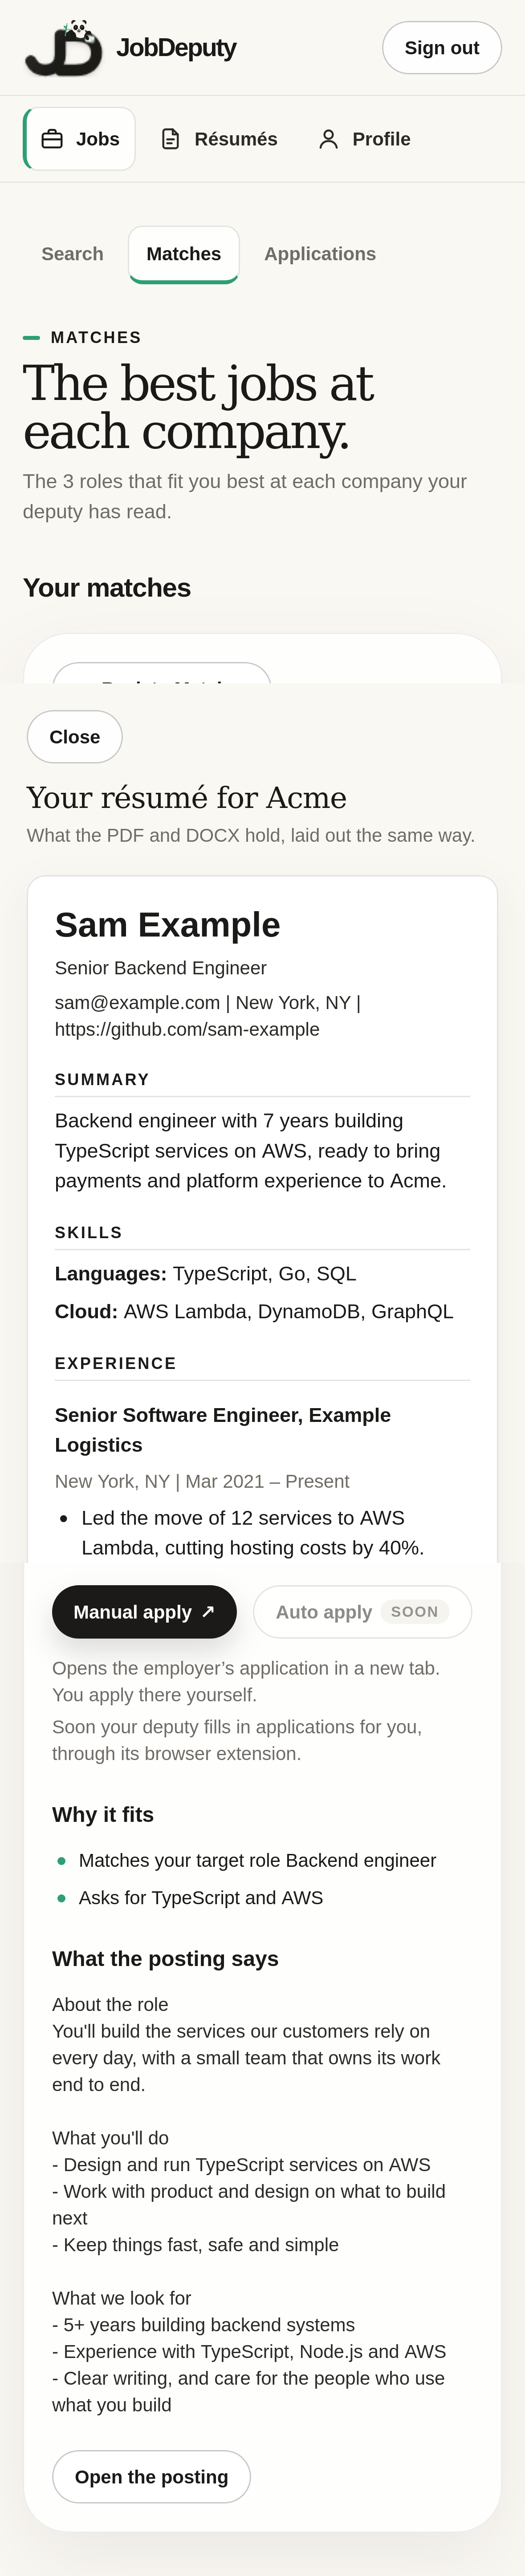 JobDeputy
Sign out
Jobs
Résumés
Profile
Search
Matches
Applications
MATCHES
The best jobs at
each company.
The 3 roles that fit you best at each company your
deputy has read.
Your matches
Close
Your résumé for Acme
What the PDF and DOCX hold, laid out the same way.
Sam Example
Senior Backend Engineer
sam@example.com | New York, NY |
https://github.com/sam-example
SUMMARY
Backend engineer with 7 years building
TypeScript services on AWS, ready to bring
payments and platform experience to Acme.
SKILLS
Languages: TypeScript, Go, SQL
Cloud: AWS Lambda, DynamoDB, GraphQL
EXPERIENCE
Senior Software Engineer, Example
Logistics
New York, NY | Mar 2021 – Present
• Led the move of 12 services to AWS
Lambda, cutting hosting costs by 40%.
Manual apply ↗
Auto apply SOON
Opens the employer’s application in a new tab.
You apply there yourself.
Soon your deputy fills in applications for you,
through its browser extension.
Why it fits
• Matches your target role Backend engineer
• Asks for TypeScript and AWS
What the posting says
About the role
You'll build the services our customers rely on
every day, with a small team that owns its work
end to end.
What you'll do
- Design and run TypeScript services on AWS
- Work with product and design on what to build
next
- Keep things fast, safe and simple
What we look for
- 5+ years building backend systems
- Experience with TypeScript, Node.js and AWS
- Clear writing, and care for the people who use
what you build
Open the posting